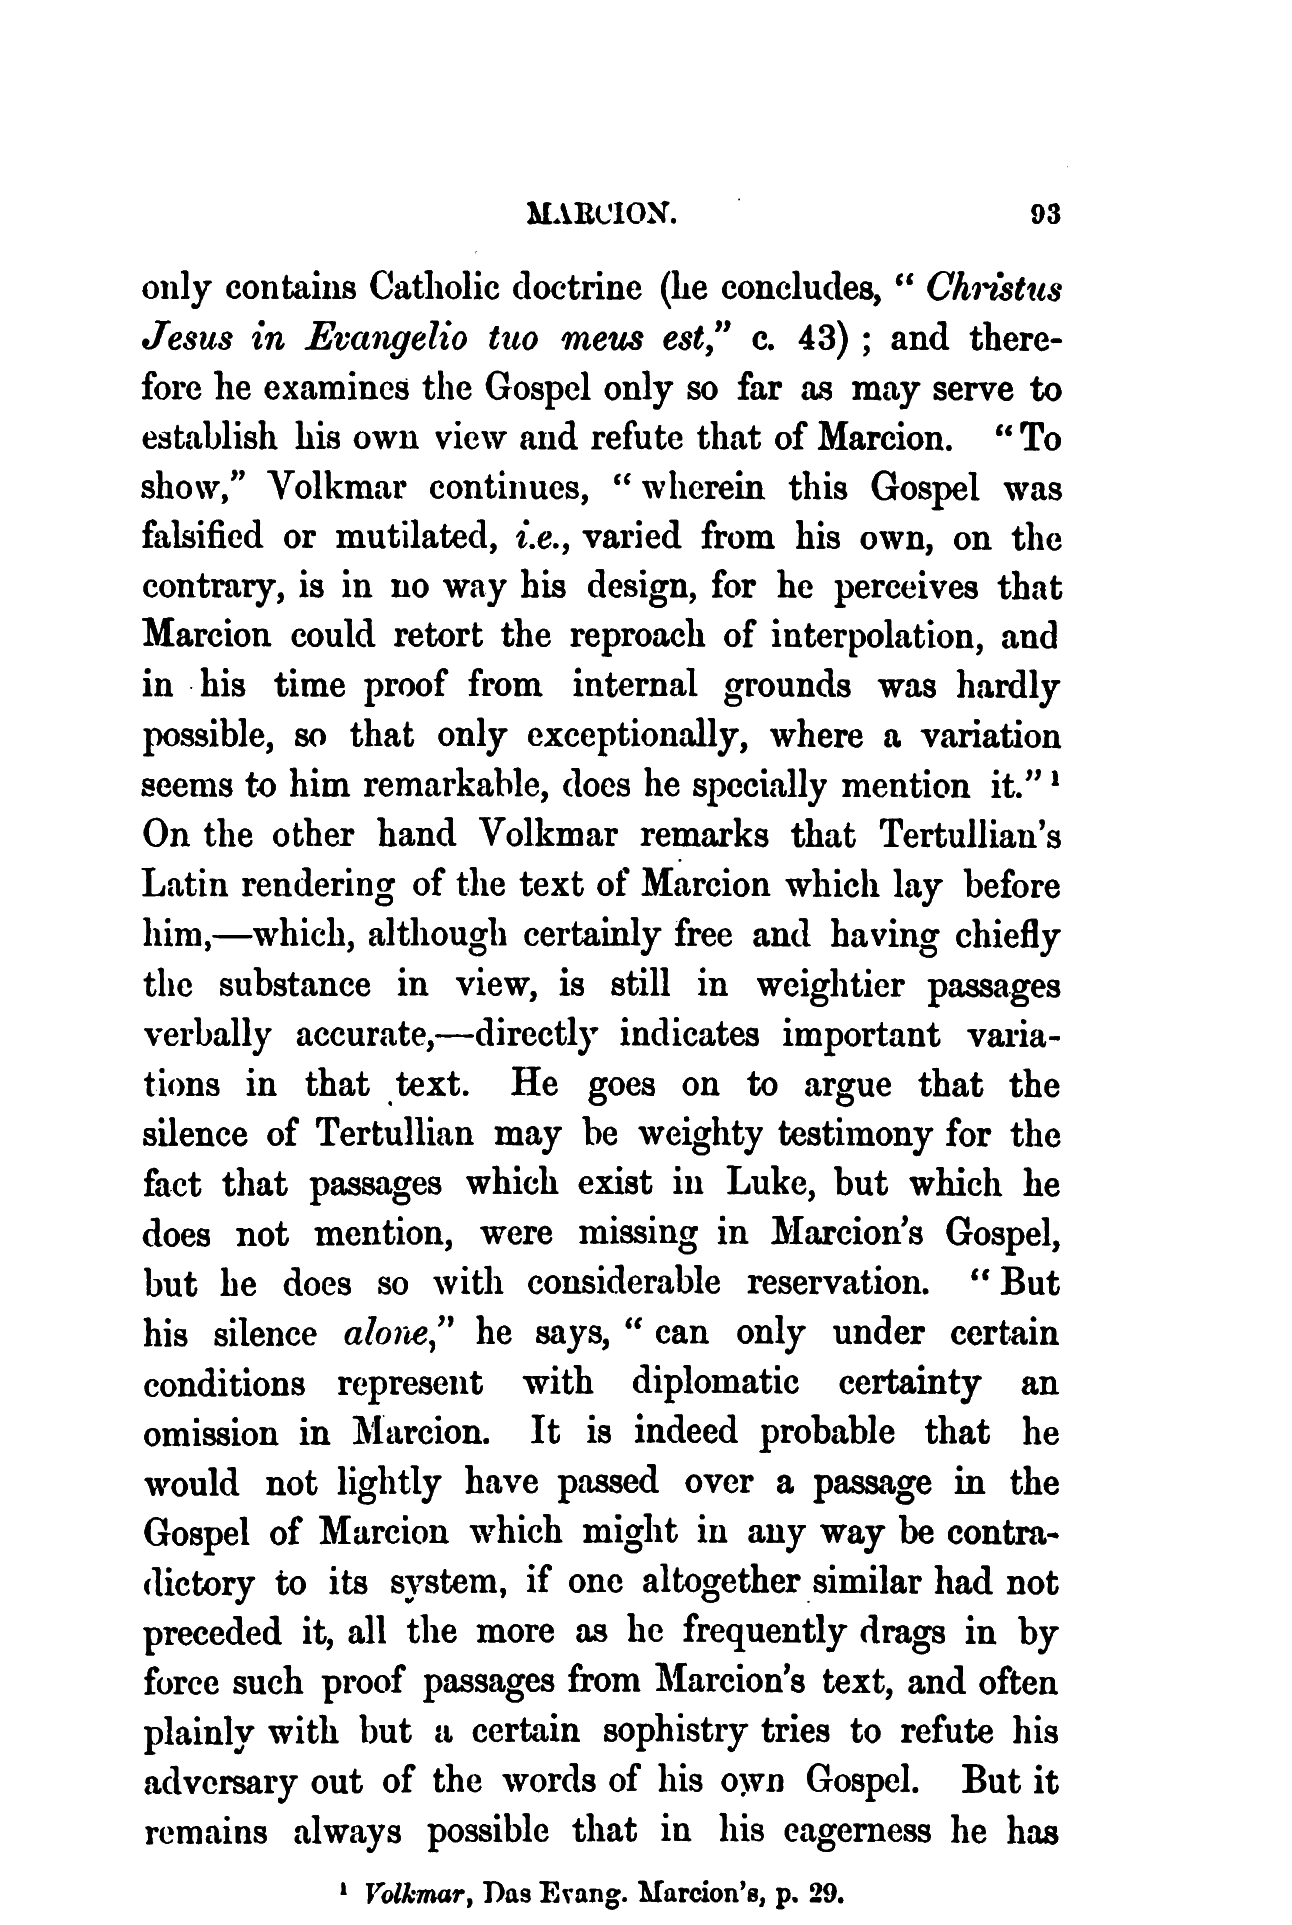 MARCION. 93
only contains Catholic doctrine (he concludes, “ Christus
Jesus in Evangelio tuo meus est,” c. 43) ; and there-
fore he examines the Gospel only so far as may serve to
establish his own view and refute that of Marcion. “To
show,” Volkmar continues, “ wherein this Gospel was
falsified or mutilated, i.e., varied from his own, on the
contrary, is in no way his design, for he perceives that
Marcion could retort the reproach of interpolation, and
in his time proof from internal grounds was hardly
possible, so that only exceptionally, where a variation
seems to him remarkable, does he specially mention it.” ¹
On the other hand Volkmar remarks that Tertullian’s
Latin rendering of the text of Marcion which lay before
him,—which, although certainly free and having chiefly
the substance in view, is still in weightier passages
verbally accurate,—directly indicates important varia-
tions in that text. He goes on to argue that the
silence of Tertullian may be weighty testimony for the
fact that passages which exist in Luke, but which he
does not mention, were missing in Marcion’s Gospel,
but he does so with considerable reservation. “ But
his silence alone,” he says, “ can only under certain
conditions represent with diplomatic certainty an
omission in Marcion. It is indeed probable that he
would not lightly have passed over a passage in the
Gospel of Marcion which might in any way be contra-
dictory to its system, if one altogether similar had not
preceded it, all the more as he frequently drags in by
force such proof passages from Marcion’s text, and often
plainly with but a certain sophistry tries to refute his
adversary out of the words of his own Gospel. But it
remains always possible that in his eagerness he has
¹ Volkmar, Das Evang. Marcion’s, p. 29.